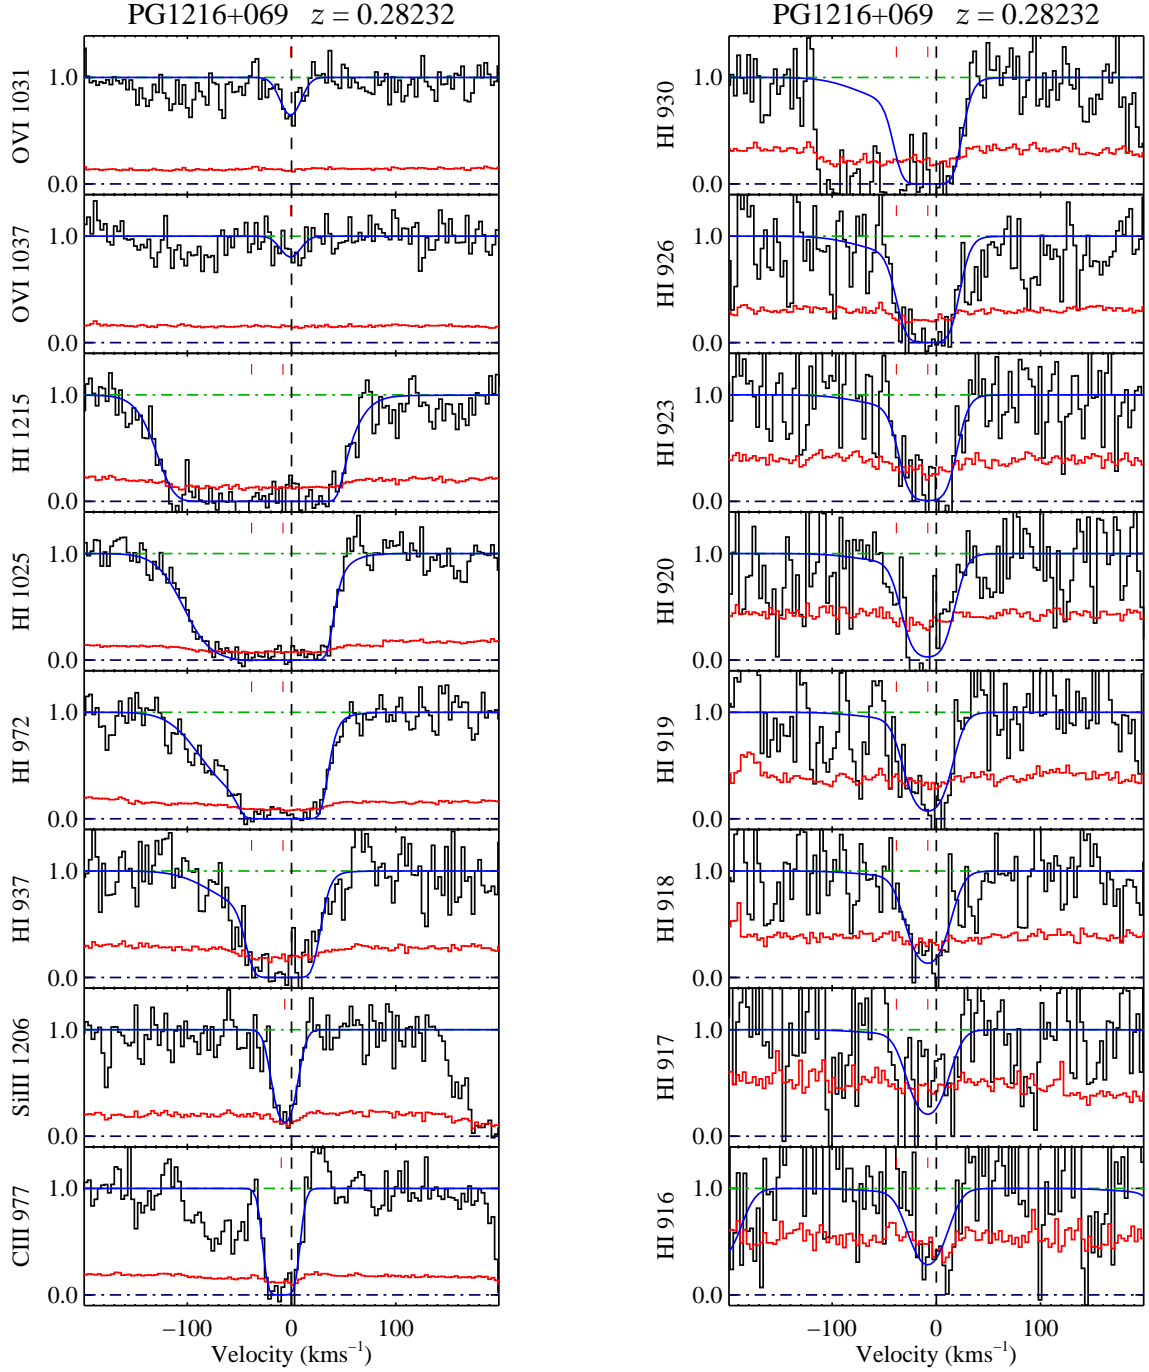 PG1216+069 z = 0.28232
OVI 1031
1.0
0.0
OVI 1037
1.0
0.0
HI 1215
1.0
0.0
HI 1025
1.0
0.0
HI 972
1.0
0.0
HI 937
1.0
0.0
SiIII 1206
1.0
0.0
CIII 977
1.0
0.0
−100 0 100
Velocity (kms⁻¹)
PG1216+069 z = 0.28232
HI 930
1.0
0.0
HI 926
1.0
0.0
HI 923
1.0
0.0
HI 920
1.0
0.0
HI 919
1.0
0.0
HI 918
1.0
0.0
HI 917
1.0
0.0
HI 916
1.0
0.0
−100 0 100
Velocity (kms⁻¹)